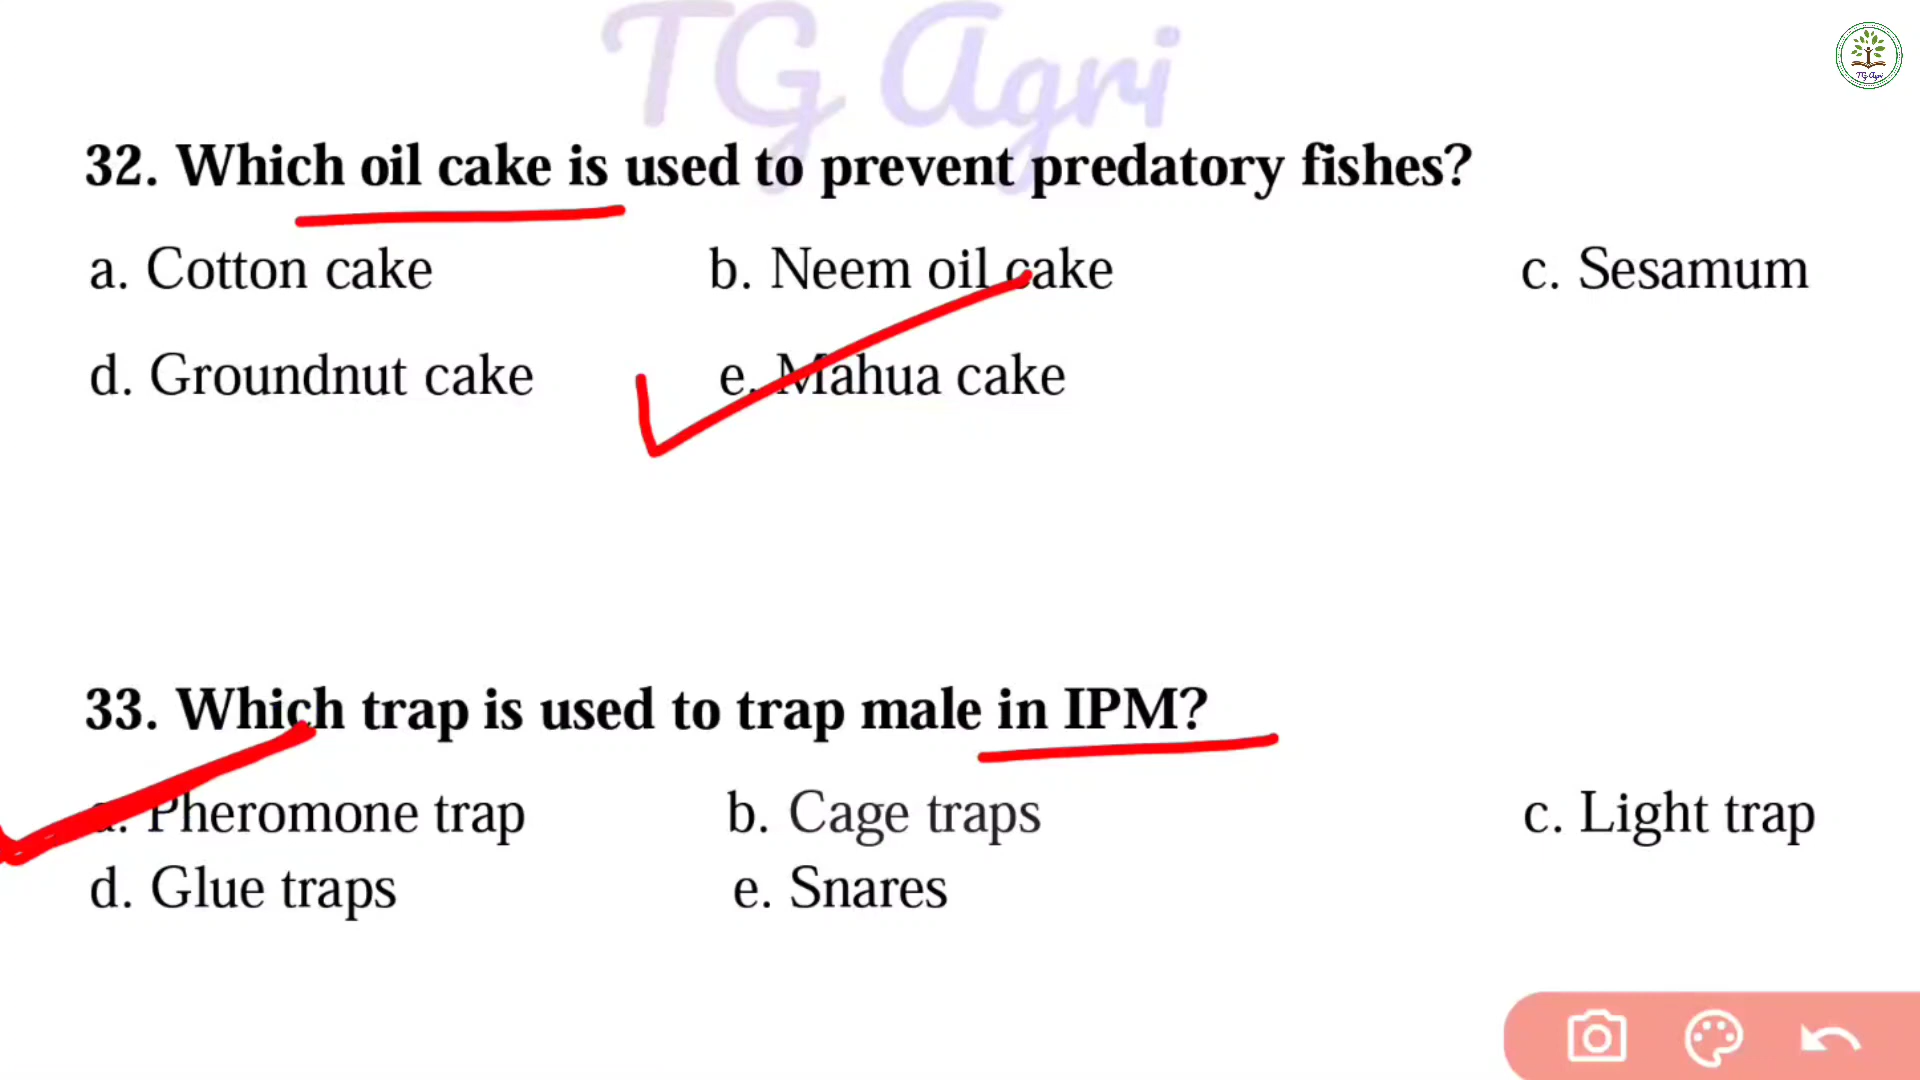 TG Agri
TG Agri
32. Which oil cake is used to prevent predatory fishes?
a. Cotton cake b. Neem oil cake c. Sesamum
d. Groundnut cake e. Mahua cake
33. Which trap is used to trap male in IPM?
a. Pheromone trap b. Cage traps c. Light trap
d. Glue traps e. Snares